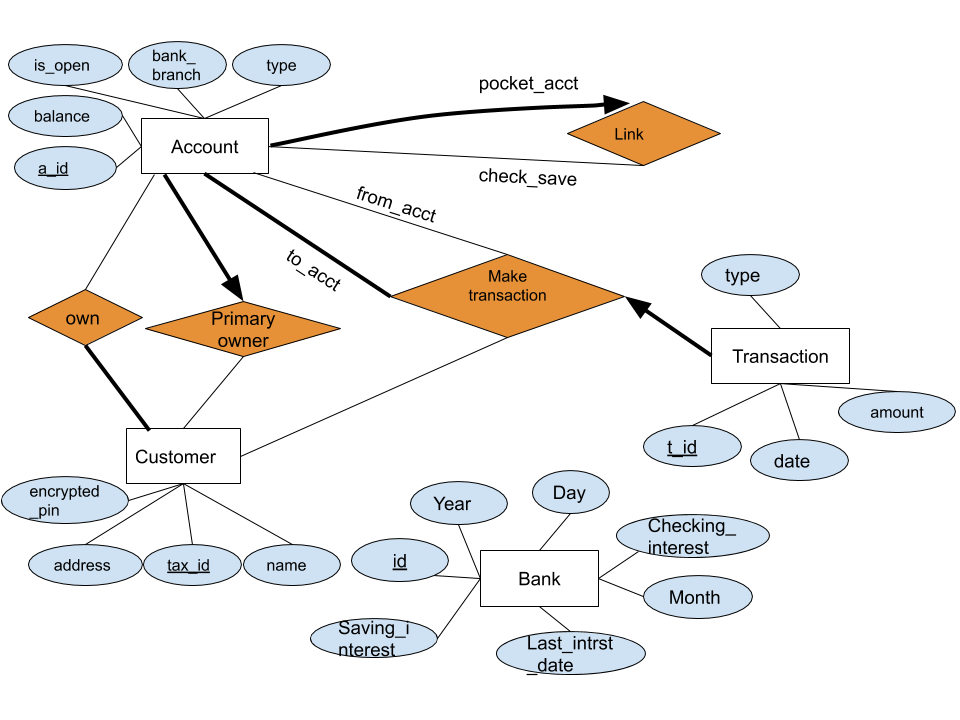 is_open
bank_
branch
type
balance
a_id
Account
pocket_acct
Link
check_save
from_acct
to_acct
Make
transaction
type
own
Primary
owner
Transaction
amount
t_id
date
Customer
encrypted
_pin
address
tax_id
name
Year
Day
Checking_
interest
id
Bank
Month
Saving_i
nterest
Last_intrst
_date